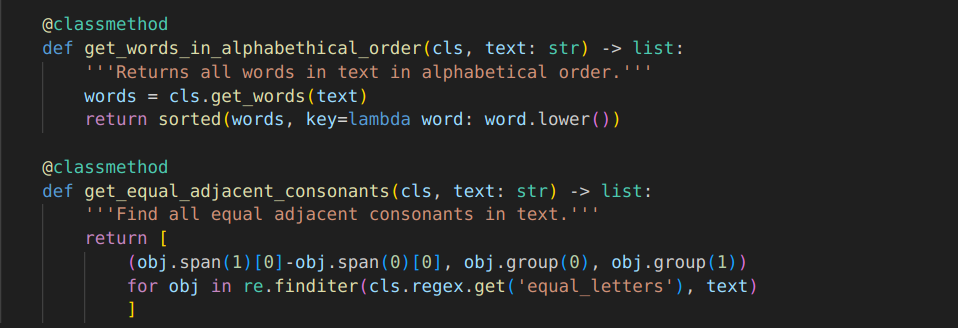 @classmethod
def get_words_in_alphabethical_order(cls, text: str) -> list:
    '''Returns all words in text in alphabetical order.'''
    words = cls.get_words(text)
    return sorted(words, key=lambda word: word.lower())

@classmethod
def get_equal_adjacent_consonants(cls, text: str) -> list:
    '''Find all equal adjacent consonants in text.'''
    return [
        (obj.span(1)[0]-obj.span(0)[0], obj.group(0), obj.group(1))
        for obj in re.finditer(cls.regex.get('equal_letters'), text)
        ]